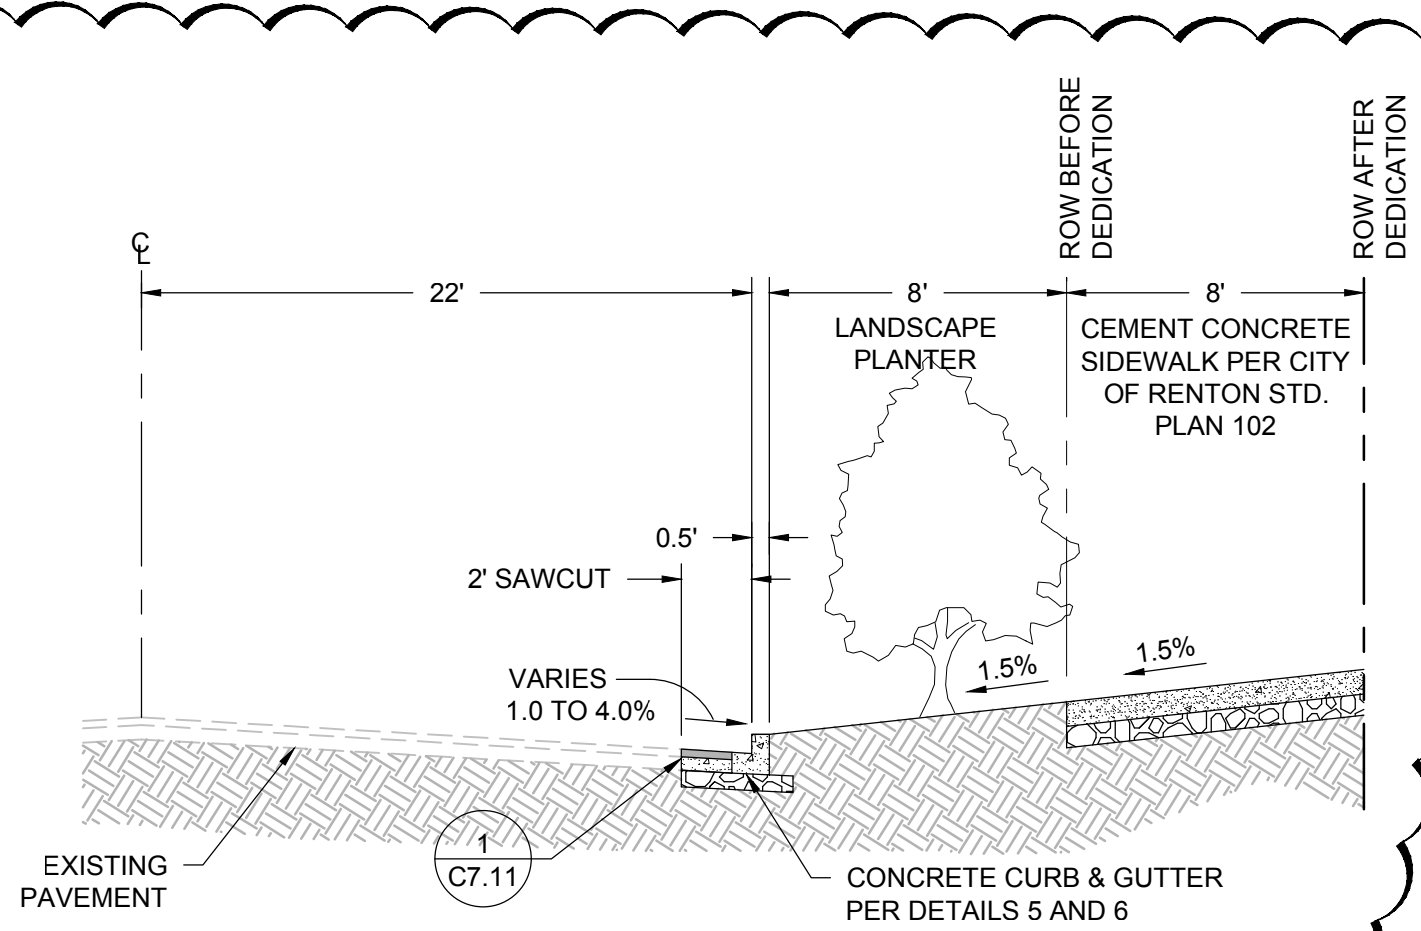 ROW BEFORE
DEDICATION
ROW AFTER
DEDICATION
℄
22'
8'
8'
LANDSCAPE
PLANTER
CEMENT CONCRETE
SIDEWALK PER CITY
OF RENTON STD.
PLAN 102
0.5'
2' SAWCUT
1.5%
1.5%
VARIES
1.0 TO 4.0%
1
C7.11
EXISTING
PAVEMENT
CONCRETE CURB & GUTTER
PER DETAILS 5 AND 6